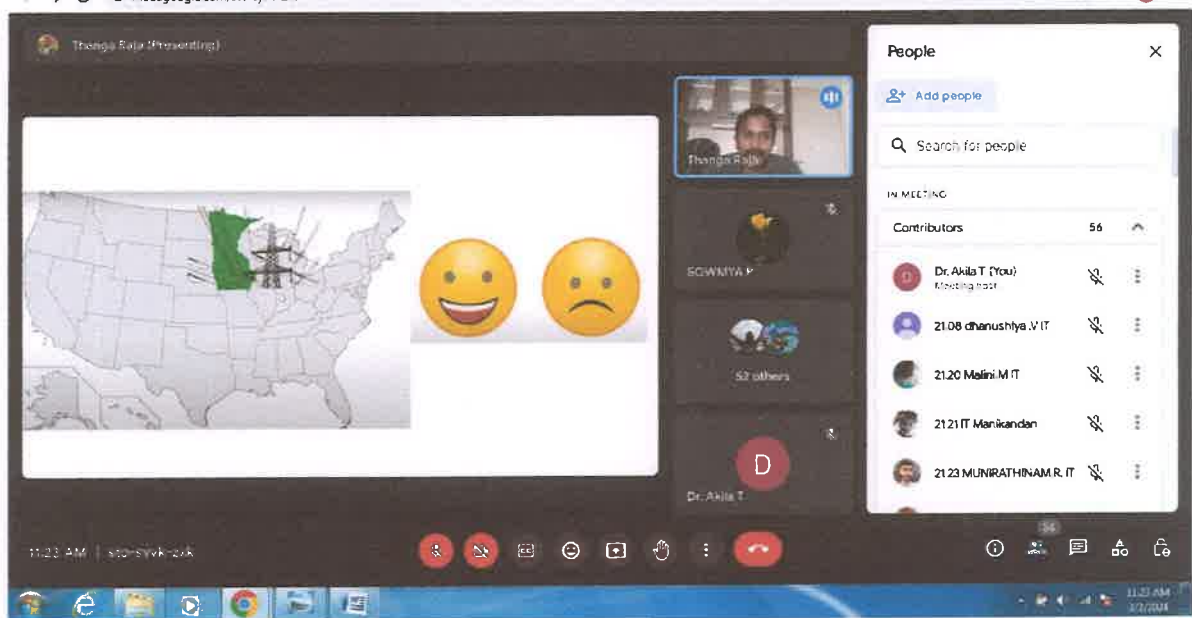 Thanga Raja (Presenting)
Thanga Raja
SOWMYA
52 others
D
Dr. Akila T
People
Add people
Search for people
IN MEETING
Contributors 56
D
Dr. Akila T (You)
Meeting host
21.08 dhanushiya .V IT
21.20 Malini.M IT
21 21 IT Manikandan
21 23 MUNIRATHINAM.R. IT
11:23 AM
11:23 AM